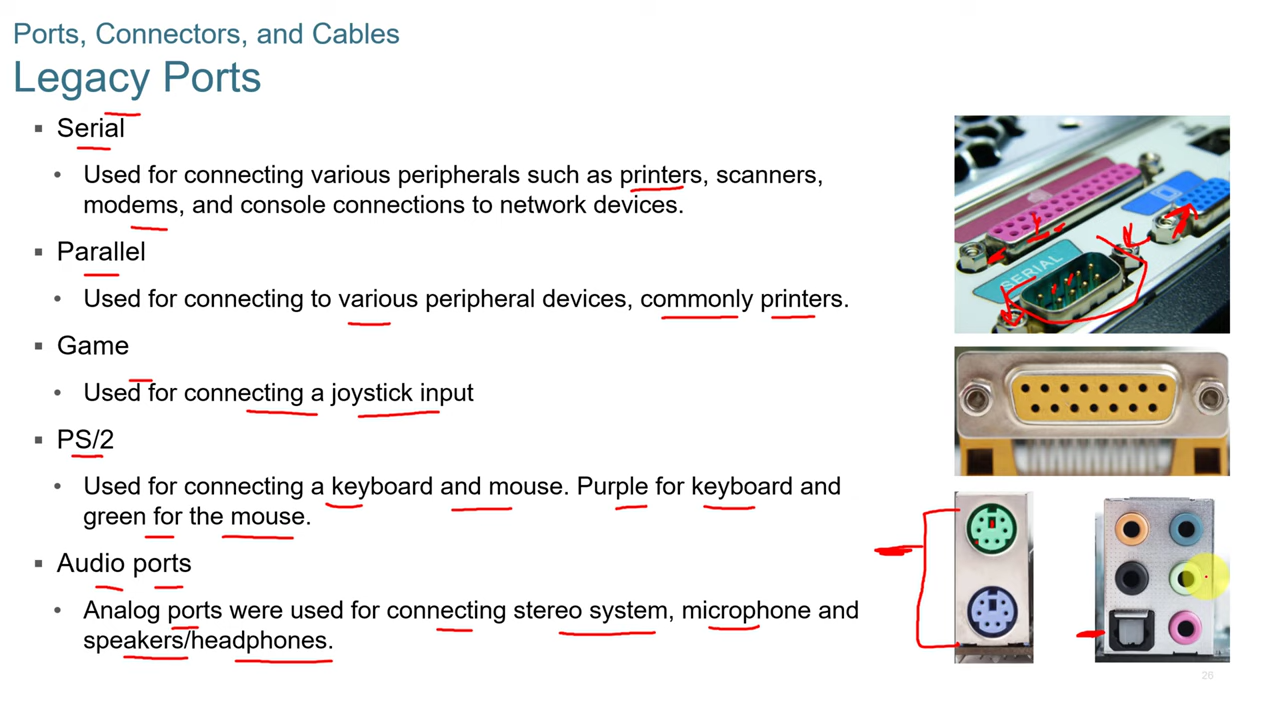 Ports, Connectors, and Cables
Legacy Ports
▪ Serial
• Used for connecting various peripherals such as printers, scanners,
modems, and console connections to network devices.
▪ Parallel
• Used for connecting to various peripheral devices, commonly printers.
▪ Game
• Used for connecting a joystick input
▪ PS/2
• Used for connecting a keyboard and mouse. Purple for keyboard and
green for the mouse.
▪ Audio ports
• Analog ports were used for connecting stereo system, microphone and
speakers/headphones.
SERIAL
26